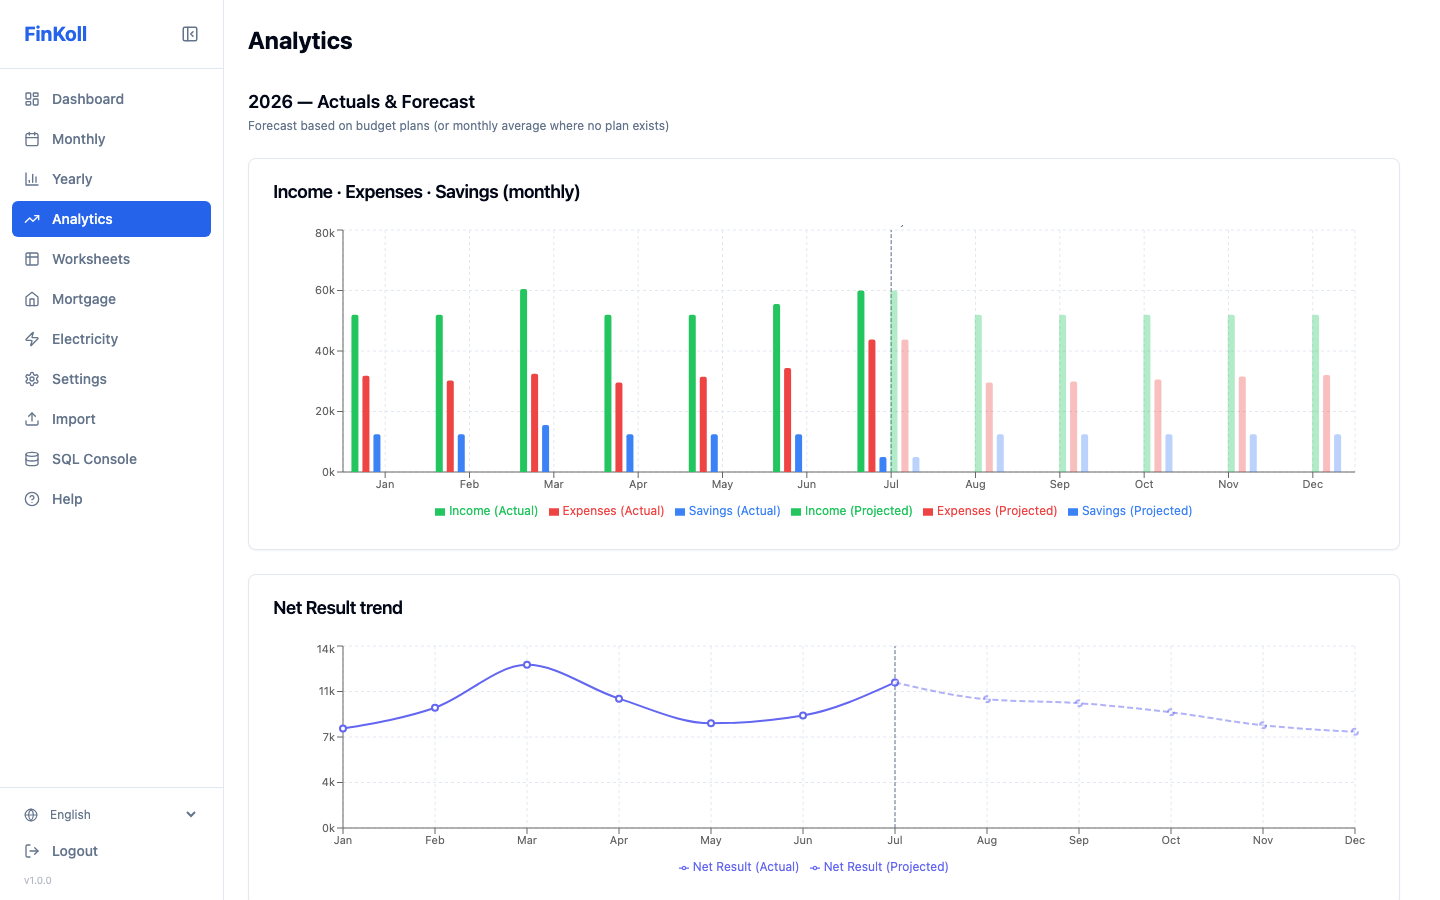 FinKoll
Dashboard
Monthly
Yearly
Analytics
Worksheets
Mortgage
Electricity
Settings
Import
SQL Console
Help
English
Logout
v1.0.0
Analytics
2026 — Actuals & Forecast
Forecast based on budget plans (or monthly average where no plan exists)
Income · Expenses · Savings (monthly)
80k
60k
40k
20k
0k
Jan Feb Mar Apr May Jun Jul Aug Sep Oct Nov Dec
Income (Actual) Expenses (Actual) Savings (Actual) Income (Projected) Expenses (Projected) Savings (Projected)
Net Result trend
14k
11k
7k
4k
0k
Jan Feb Mar Apr May Jun Jul Aug Sep Oct Nov Dec
Net Result (Actual) Net Result (Projected)